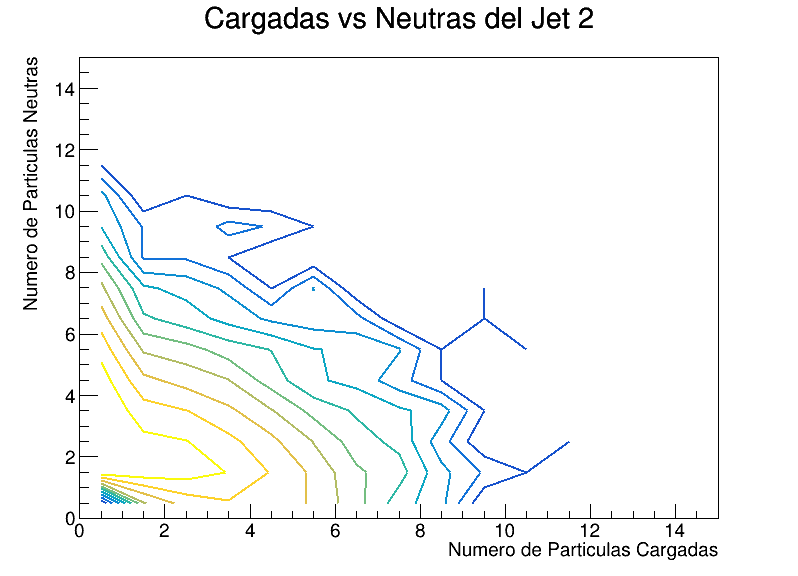 Cargadas vs Neutras del Jet 2
Numero de Particulas Neutras
14
12
10
8
6
4
2
0
0 2 4 6 8 10 12 14
Numero de Particulas Cargadas